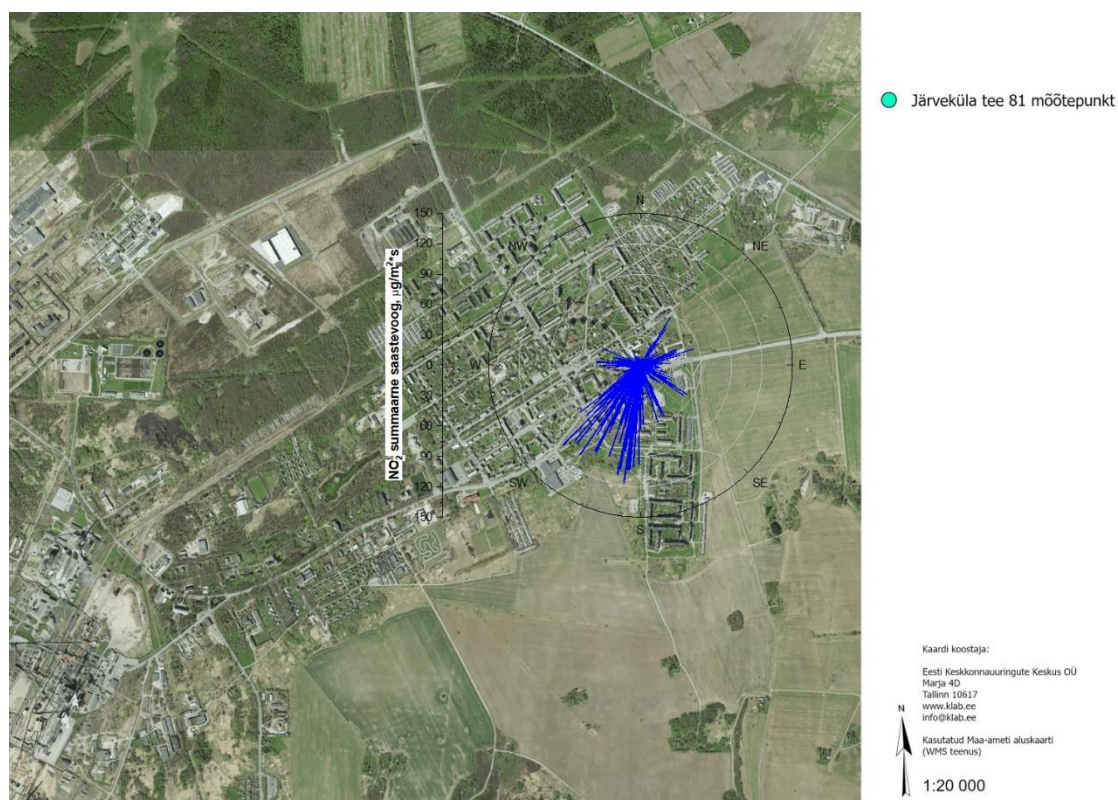 Järveküla tee 81 mõõtepunkt
NO2 summaarne saastevoog, µg/m²*s
150
120
90
60
30
0
30
60
90
120
150
N
NW
NE
W
E
SW
SE
S
Kaardi koostaja:
Eesti Keskkonnauuringute Keskus OÜ
Marja 4D
Tallinn 10617
www.klab.ee
info@klab.ee
N
Kasutatud Maa-ameti aluskaarti
(WMS teenus)
1:20 000